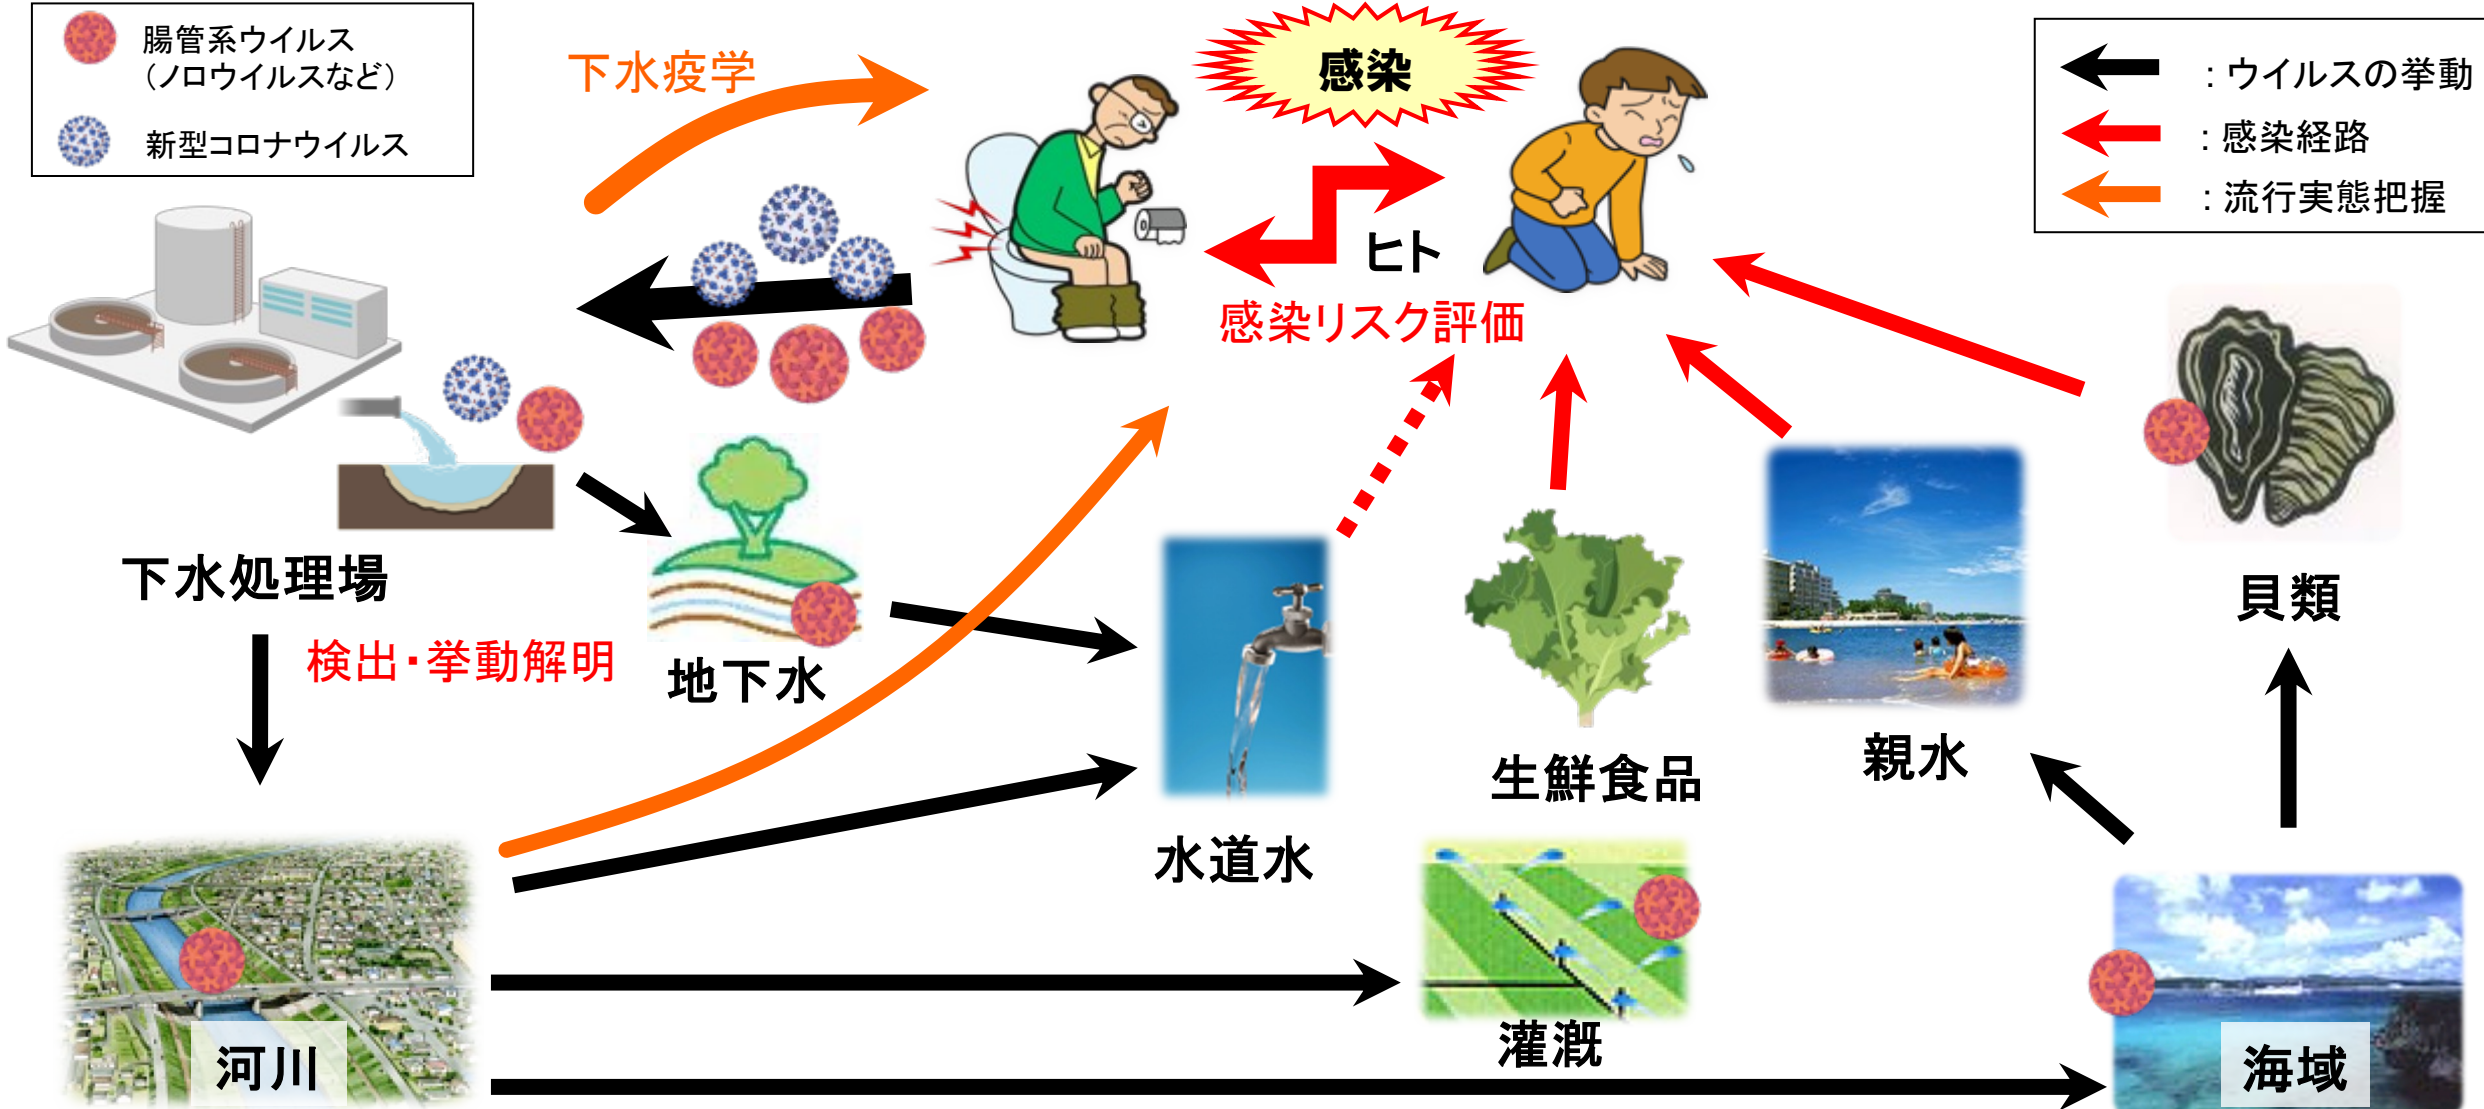 腸管系ウイルス
（ノロウイルスなど）
新型コロナウイルス
下水疫学
感染
：ウイルスの挙動
：感染経路
：流行実態把握
ヒト
感染リスク評価
下水処理場
検出・挙動解明
地下水
貝類
親水
生鮮食品
水道水
灌漑
河川
海域